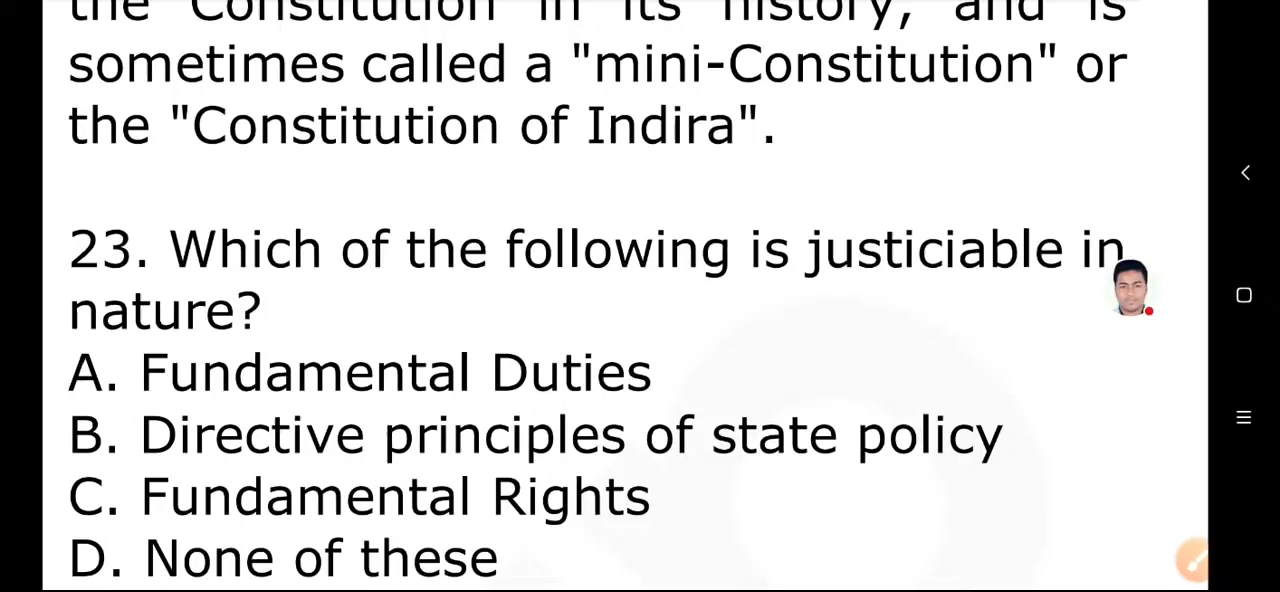 the "Constitution" in its history, and is
sometimes called a "mini-Constitution" or
the "Constitution of Indira".
23. Which of the following is justiciable in
nature?
A. Fundamental Duties
B. Directive principles of state policy
C. Fundamental Rights
D. None of these